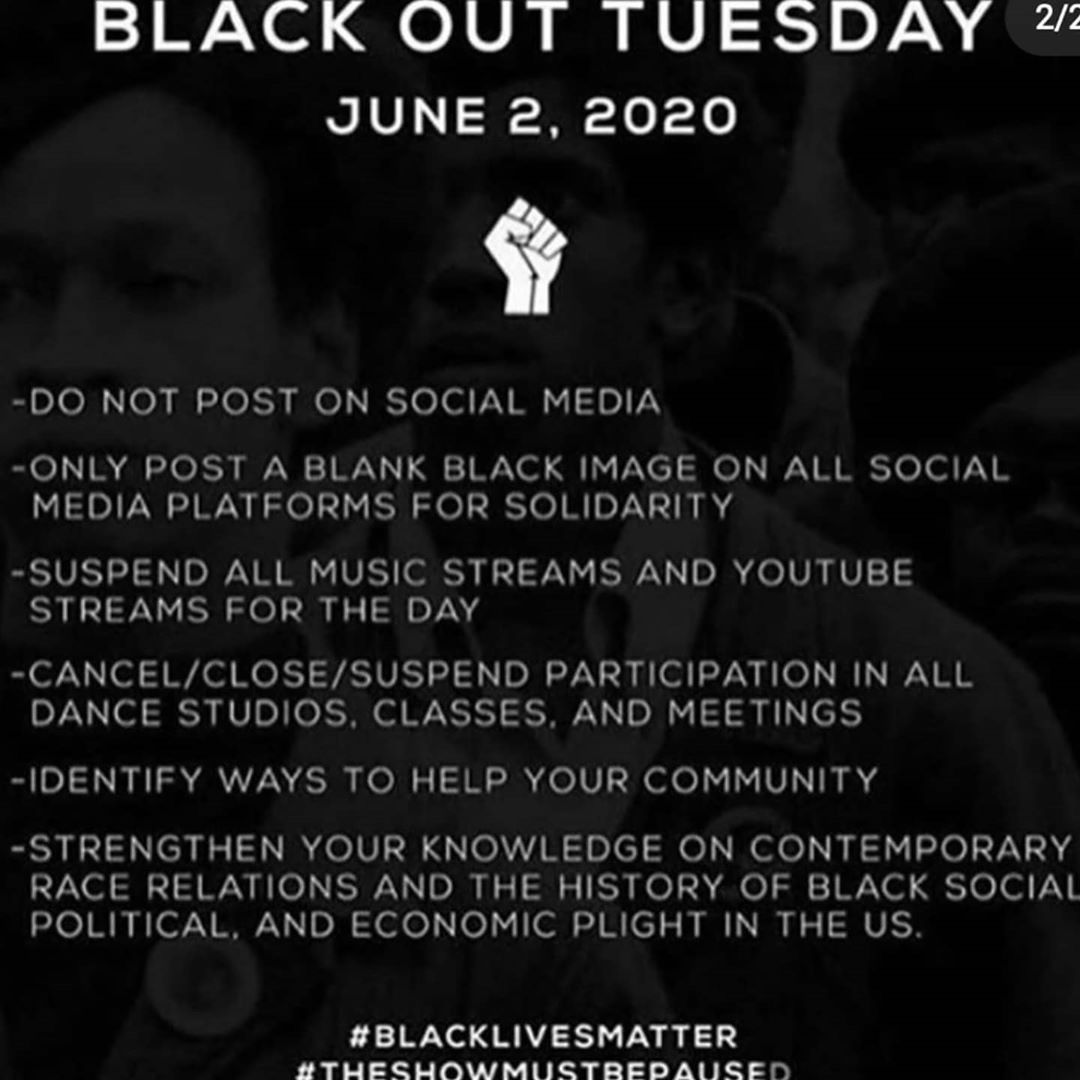 BLACK OUT TUESDAY
2/2
JUNE 2, 2020
-DO NOT POST ON SOCIAL MEDIA
-ONLY POST A BLANK BLACK IMAGE ON ALL SOCIAL
MEDIA PLATFORMS FOR SOLIDARITY
-SUSPEND ALL MUSIC STREAMS AND YOUTUBE
STREAMS FOR THE DAY
-CANCEL/CLOSE/SUSPEND PARTICIPATION IN ALL
DANCE STUDIOS, CLASSES, AND MEETINGS
-IDENTIFY WAYS TO HELP YOUR COMMUNITY
-STRENGTHEN YOUR KNOWLEDGE ON CONTEMPORARY
RACE RELATIONS AND THE HISTORY OF BLACK SOCIAL
POLITICAL, AND ECONOMIC PLIGHT IN THE US.
#BLACKLIVESMATTER
#THESHOWMUSTBEPAUSED